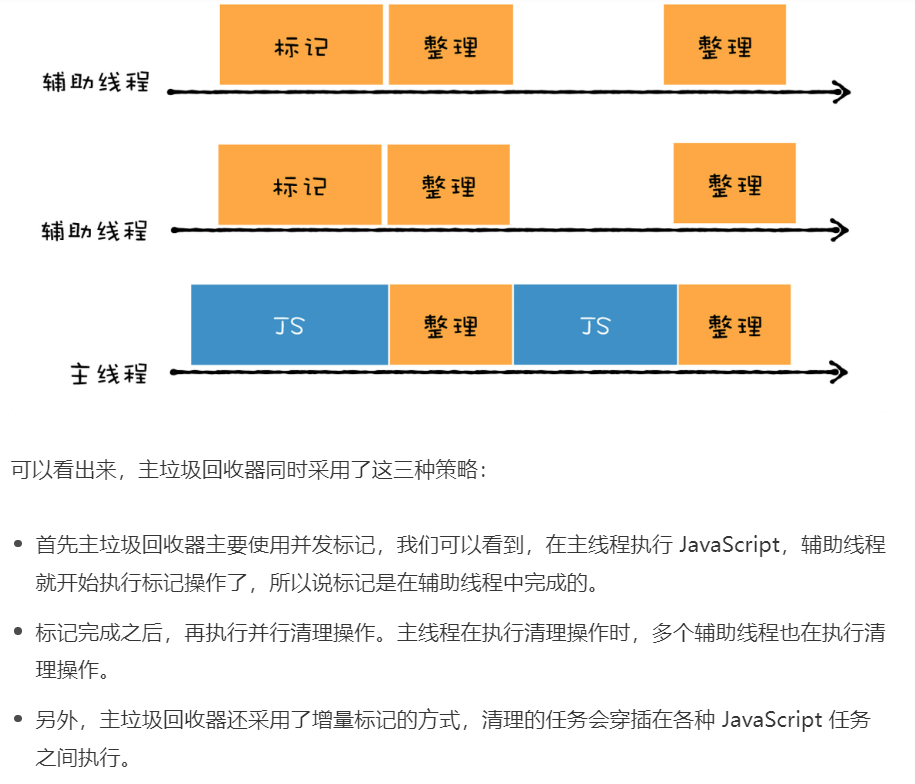 标记 整理 整理
辅助线程
标记 整理 整理
辅助线程
JS 整理 JS 整理
主线程
可以看出来，主垃圾回收器同时采用了这三种策略：
首先主垃圾回收器主要使用并发标记，我们可以看到，在主线程执行 JavaScript，辅助线程
就开始执行标记操作了，所以说标记是在辅助线程中完成的。
标记完成之后，再执行并行清理操作。主线程在执行清理操作时，多个辅助线程也在执行清
理操作。
另外，主垃圾回收器还采用了增量标记的方式，清理的任务会穿插在各种 JavaScript 任务
之间执行。